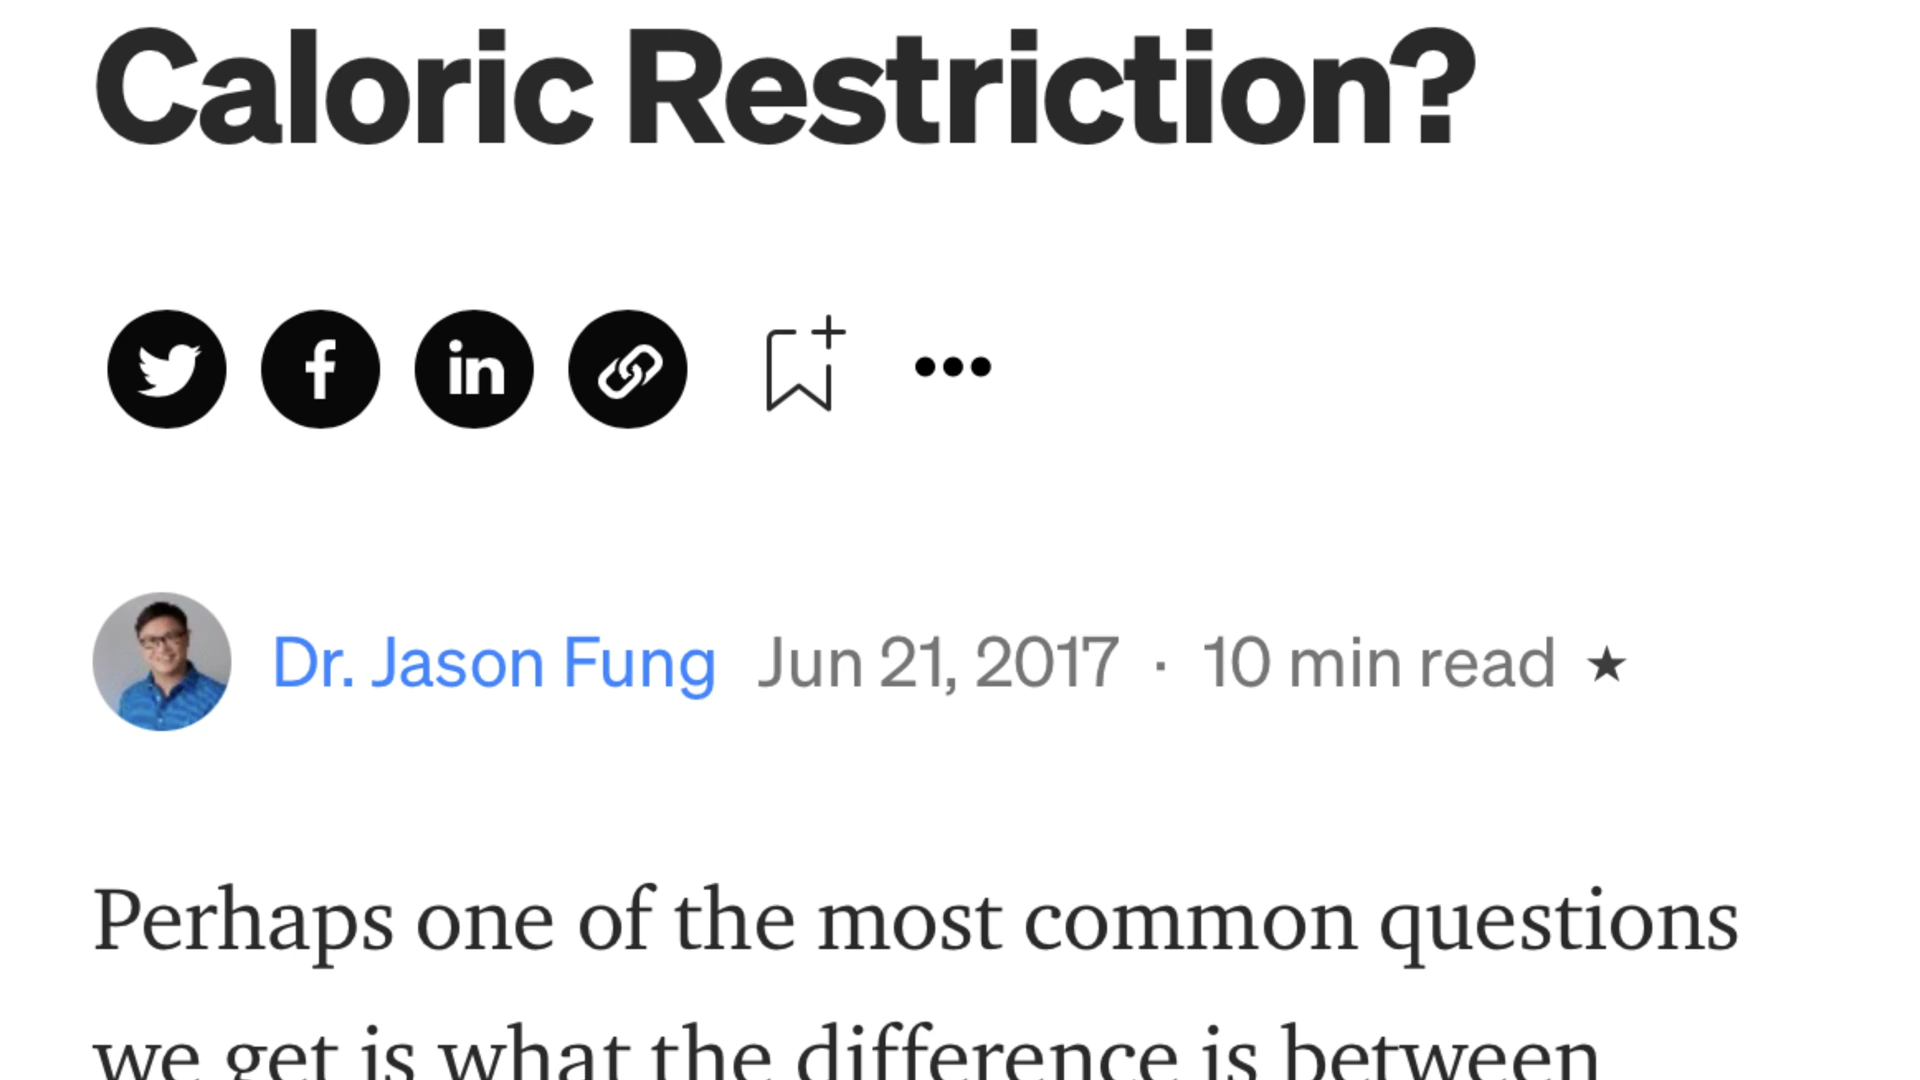 Caloric Restriction?
f in
Dr. Jason Fung Jun 21, 2017 · 10 min read ★
Perhaps one of the most common questions
we get is what the difference is between